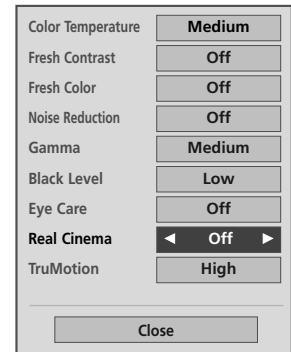 Color Temperature Medium
Fresh Contrast Off
Fresh Color Off
Noise Reduction Off
Gamma Medium
Black Level Low
Eye Care Off
Real Cinema ◄ Off ►
TruMotion High
Close